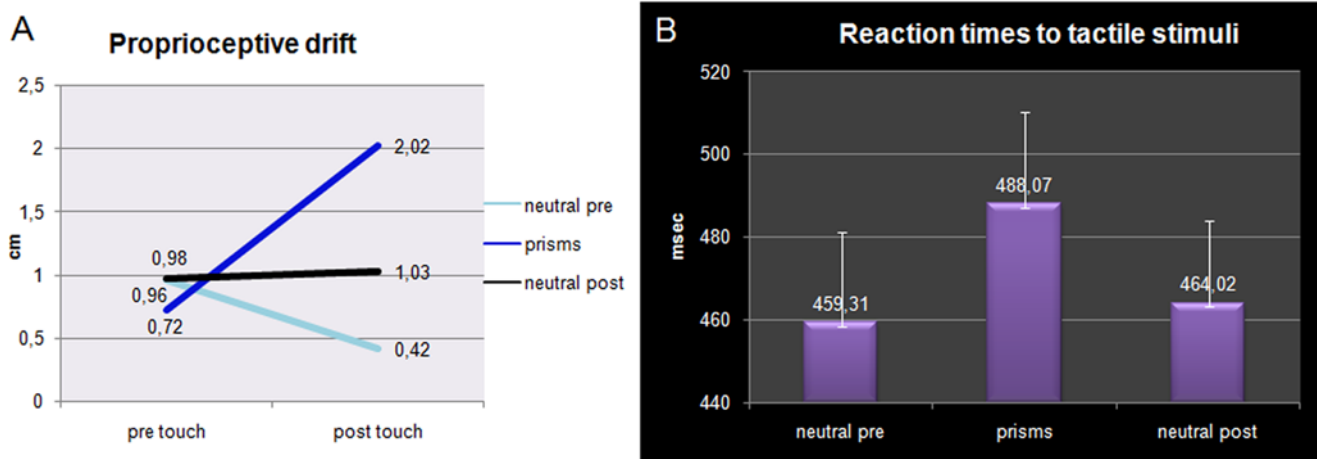 A
Proprioceptive drift
2,5
2
1,5
1
0,5
0
cm
0,98
0,96
0,72
2,02
1,03
0,42
pre touch
post touch
neutral pre
prisms
neutral post
B
Reaction times to tactile stimuli
520
500
480
460
440
msec
459,31
488,07
464,02
neutral pre
prisms
neutral post